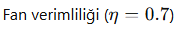 Fan verimliliği (η = 0.7)